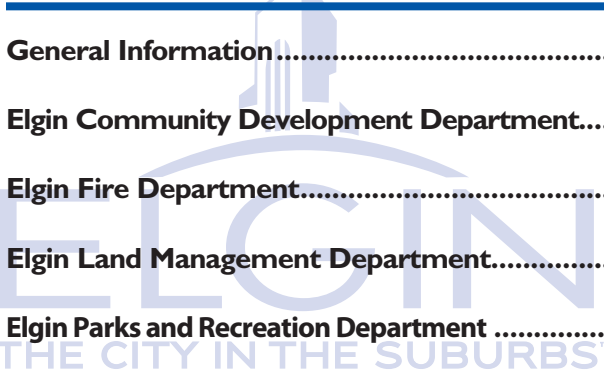 General Information..........................................
Elgin Community Development Department....
Elgin Fire Department.......................................
Elgin Land Management Department..............
Elgin Parks and Recreation Department ..............
ELGIN
THE CITY IN THE SUBURBS